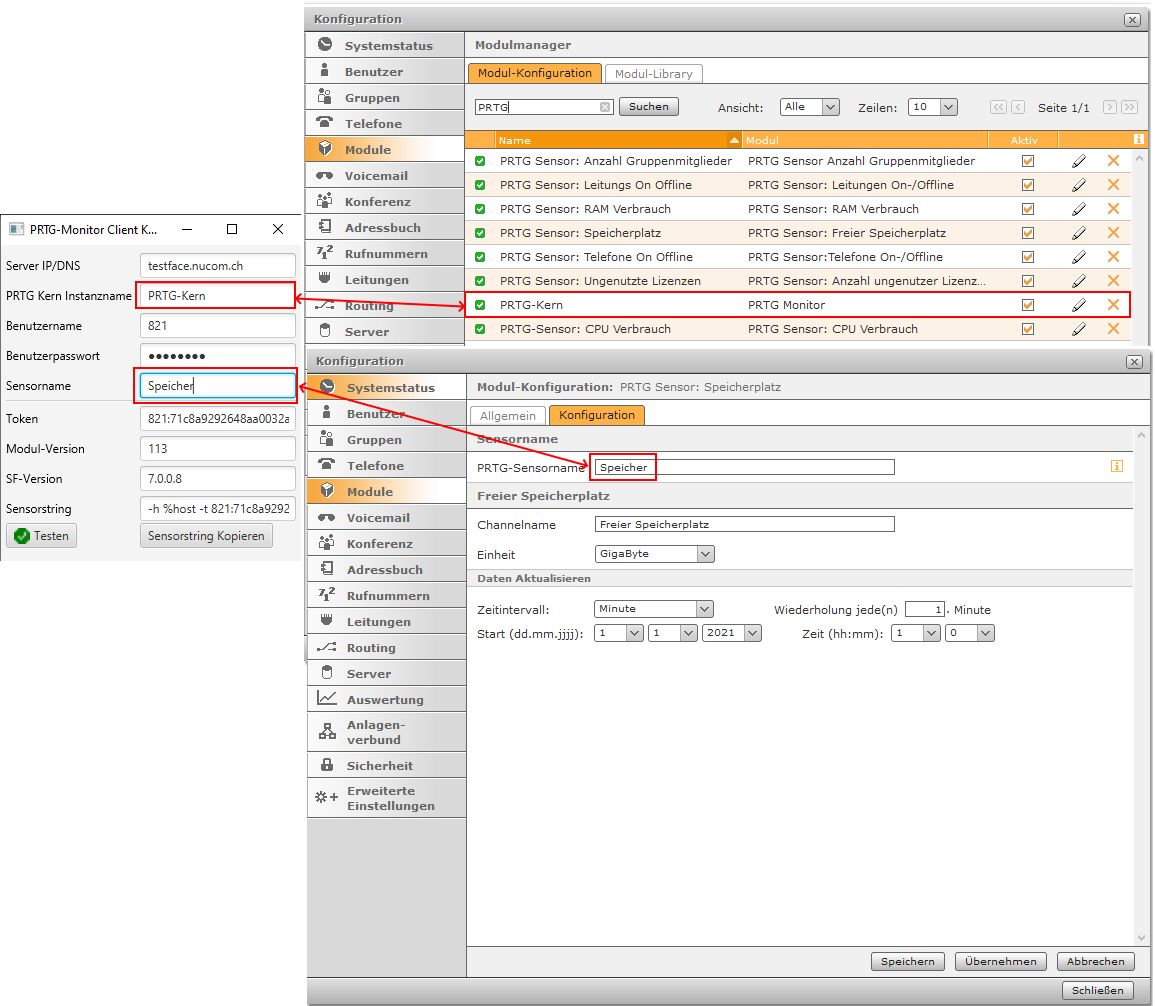 PRTG-Monitor Client K...
Server IP/DNS testface.nucom.ch
PRTG Kern Instanzname PRTG-Kern
Benutzername 821
Benutzerpasswort ●●●●●●●●
Sensorname Speicher
Token 821:71c8a9292648aa0032a
Modul-Version 113
SF-Version 7.0.0.8
Sensorstring -h %host -t 821:71c8a9292
Testen Sensorstring Kopieren
Konfiguration
Systemstatus
Benutzer
Gruppen
Telefone
Module
Voicemail
Konferenz
Adressbuch
Rufnummern
Leitungen
Routing
Server
Modulmanager
Modul-Konfiguration Modul-Library
PRTG Suchen Ansicht: Alle Zeilen: 10 << < Seite 1/1 > >>
Name Modul Aktiv
PRTG Sensor: Anzahl Gruppenmitglieder PRTG Sensor Anzahl Gruppenmitglieder
PRTG Sensor: Leitungs On Offline PRTG Sensor: Leitungen On-/Offline
PRTG Sensor: RAM Verbrauch PRTG Sensor: RAM Verbrauch
PRTG Sensor: Speicherplatz PRTG Sensor: Freier Speicherplatz
PRTG Sensor: Telefone On Offline PRTG Sensor:Telefone On-/Offline
PRTG Sensor: Ungenutzte Lizenzen PRTG Sensor: Anzahl ungenutzer Lizenz...
PRTG-Kern PRTG Monitor
PRTG-Sensor: CPU Verbrauch PRTG Sensor: CPU Verbrauch
Konfiguration
Systemstatus
Benutzer
Gruppen
Telefone
Module
Voicemail
Konferenz
Adressbuch
Rufnummern
Leitungen
Routing
Server
Auswertung
Anlagen-
verbund
Sicherheit
Erweiterte
Einstellungen
Modul-Konfiguration: PRTG Sensor: Speicherplatz
Allgemein Konfiguration
Sensorname
PRTG-Sensorname Speicher
Freier Speicherplatz
Channelname Freier Speicherplatz
Einheit GigaByte
Daten Aktualisieren
Zeitintervall: Minute Wiederholung jede(n) 1. Minute
Start (dd.mm.jjjj): 1 1 2021 Zeit (hh:mm): 1 0
Speichern Übernehmen Abbrechen
Schließen